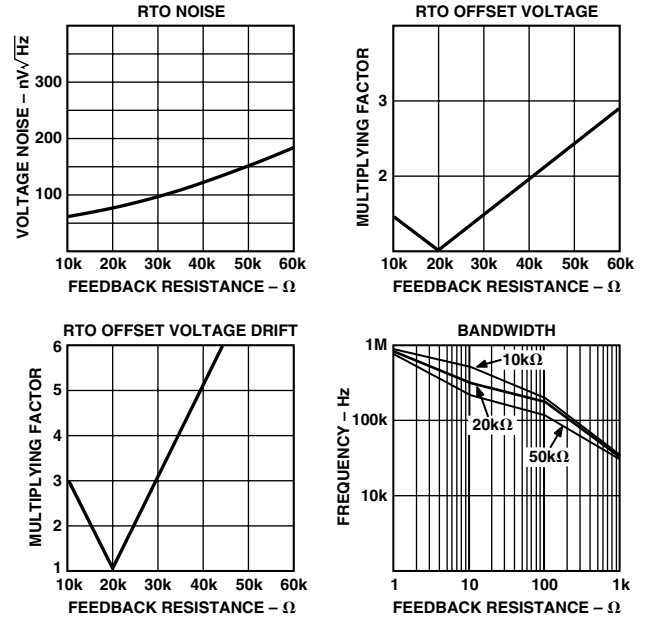 RTO NOISE
VOLTAGE NOISE – nV√Hz
300
200
100
10k 20k 30k 40k 50k 60k
FEEDBACK RESISTANCE – Ω
RTO OFFSET VOLTAGE
MULTIPLYING FACTOR
3
2
10k 20k 30k 40k 50k 60k
FEEDBACK RESISTANCE – Ω
RTO OFFSET VOLTAGE DRIFT
MULTIPLYING FACTOR
6
5
4
3
2
1
10k 20k 30k 40k 50k 60k
FEEDBACK RESISTANCE – Ω
BANDWIDTH
FREQUENCY – Hz
1M
100k
10k
10kΩ
20kΩ
50kΩ
1 10 100 1k
FEEDBACK RESISTANCE – Ω